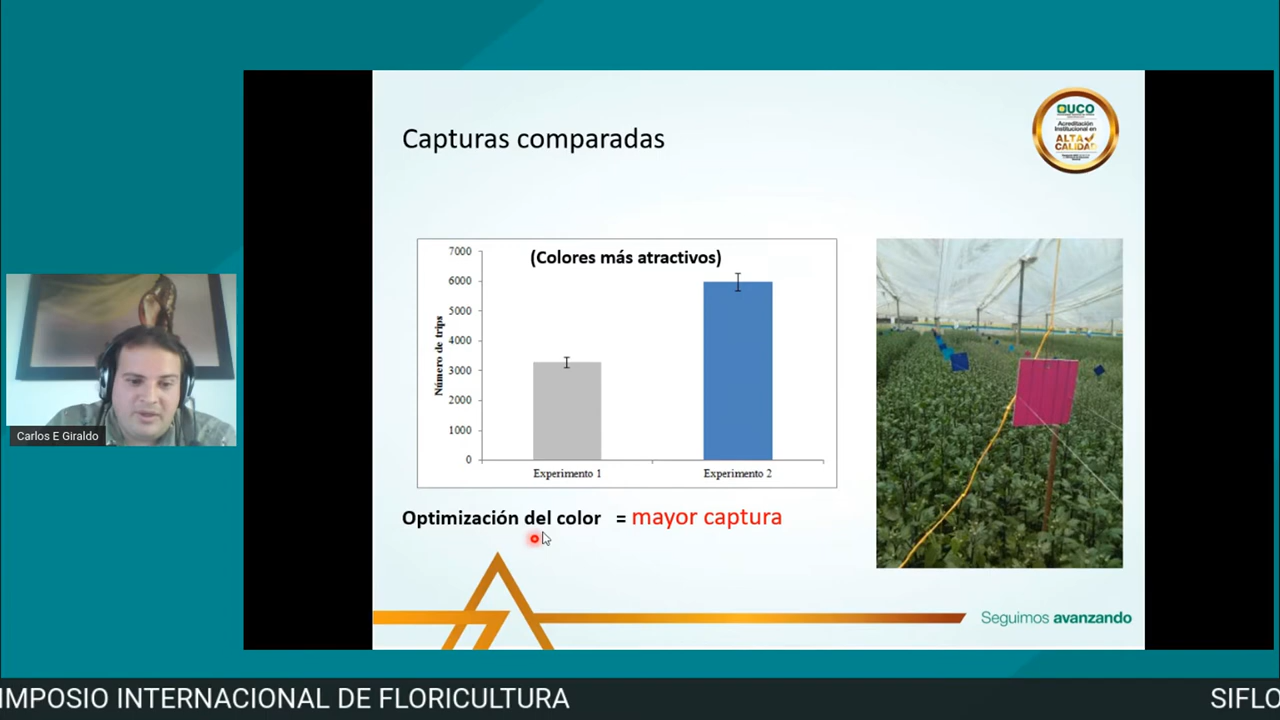 Capturas comparadas
UCO
Acreditación
Institucional en
ALTA
CALIDAD
(Colores más atractivos)
Número de trips
7000
6000
5000
4000
3000
2000
1000
0
Experimento 1
Experimento 2
Optimización del color = mayor captura
Seguimos avanzando
Carlos E Giraldo
IMPOSIO INTERNACIONAL DE FLORICULTURA
SIFLO